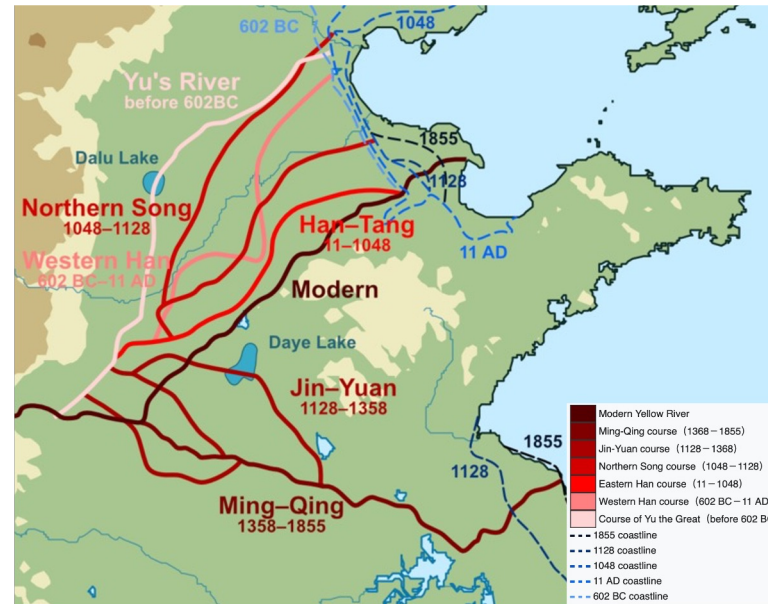 602 BC
1048
Yu's River
before 602BC
1855
Dalu Lake
1128
Northern Song
1048–1128
Han–Tang
11–1048
11 AD
Western Han
602 BC–11 AD
Modern
Daye Lake
Jin–Yuan
1128–1358
1855
1128
Ming–Qing
1358–1855
Modern Yellow River
Ming-Qing course (1368–1855)
Jin-Yuan course (1128–1368)
Northern Song course (1048–1128)
Eastern Han course (11–1048)
Western Han course (602 BC–11 AD
Course of Yu the Great (before 602 B
1855 coastline
1128 coastline
1048 coastline
11 AD coastline
602 BC coastline